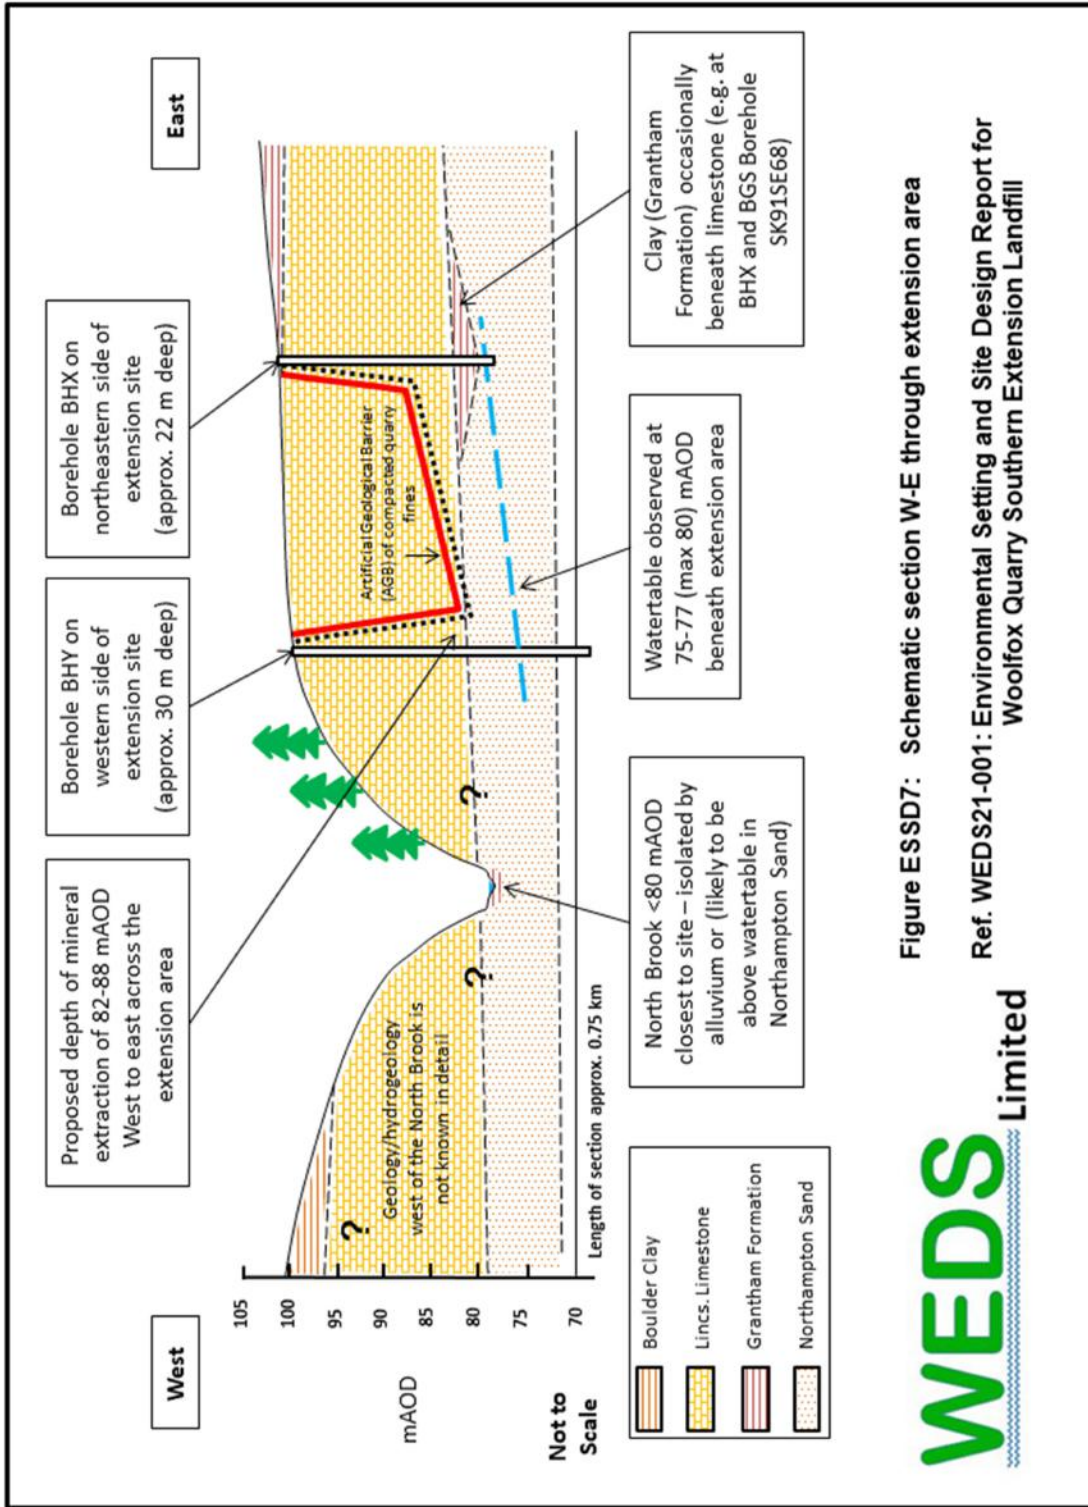 West
East
Proposed depth of mineral
extraction of 82-88 mAOD
West to east across the
extension area
Borehole BHY on
western side of
extension site
(approx. 30 m deep)
Borehole BHX on
northeastern side of
extension site
(approx. 22 m deep)
105
100
95
90
85
80
75
70
mAOD
Not to
Scale
?
Geology/hydrogeology
west of the North Brook is
not known in detail
?
?
Artificial Geological Barrier
(AGB) of compacted quarry
fines
Length of section approx. 0.75 km
Boulder Clay
Lincs. Limestone
Grantham Formation
Northampton Sand
North Brook <80 mAOD
closest to site – isolated by
alluvium or (likely to be
above watertable in
Northampton Sand)
Watertable observed at
75-77 (max 80) mAOD
beneath extension area
Clay (Grantham
Formation) occasionally
beneath limestone (e.g. at
BHX and BGS Borehole
SK91SE68)
WEDS
Limited
Figure ESSD7: Schematic section W-E through extension area
Ref. WEDS21-001: Environmental Setting and Site Design Report for
Woolfox Quarry Southern Extension Landfill